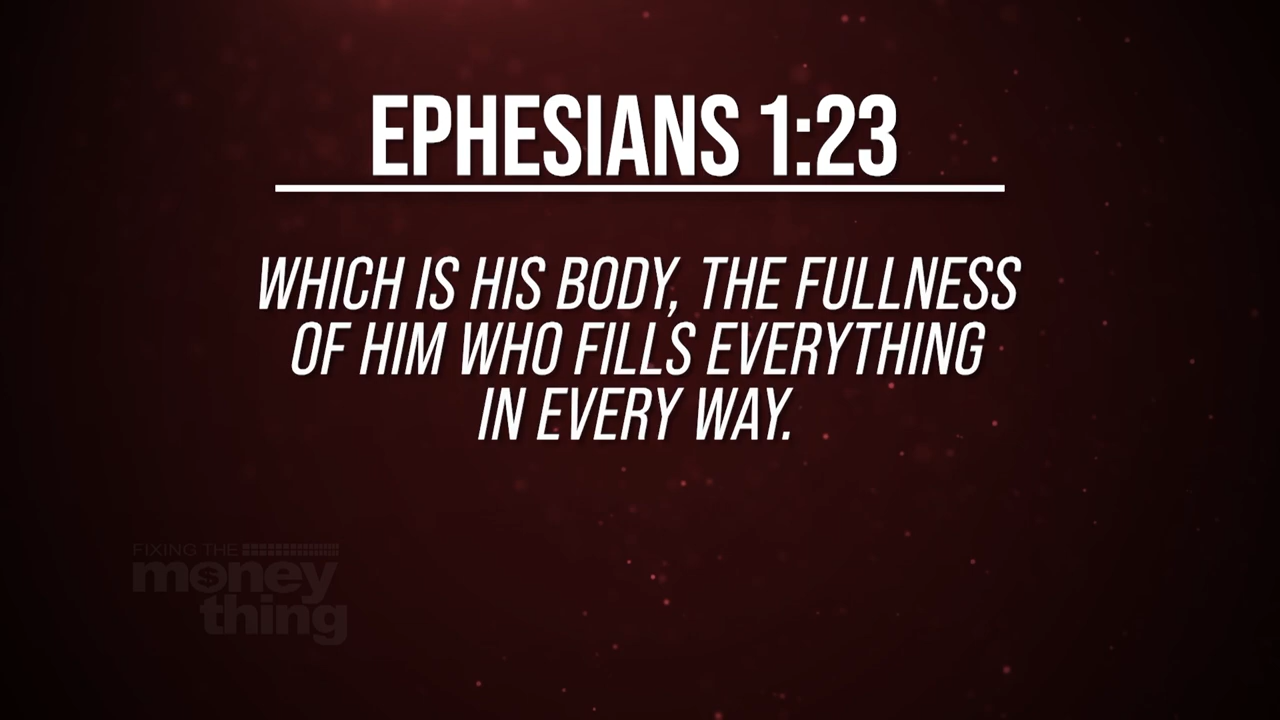 EPHESIANS 1:23
WHICH IS HIS BODY, THE FULLNESS
OF HIM WHO FILLS EVERYTHING
IN EVERY WAY.
FIXING THE
money
thing